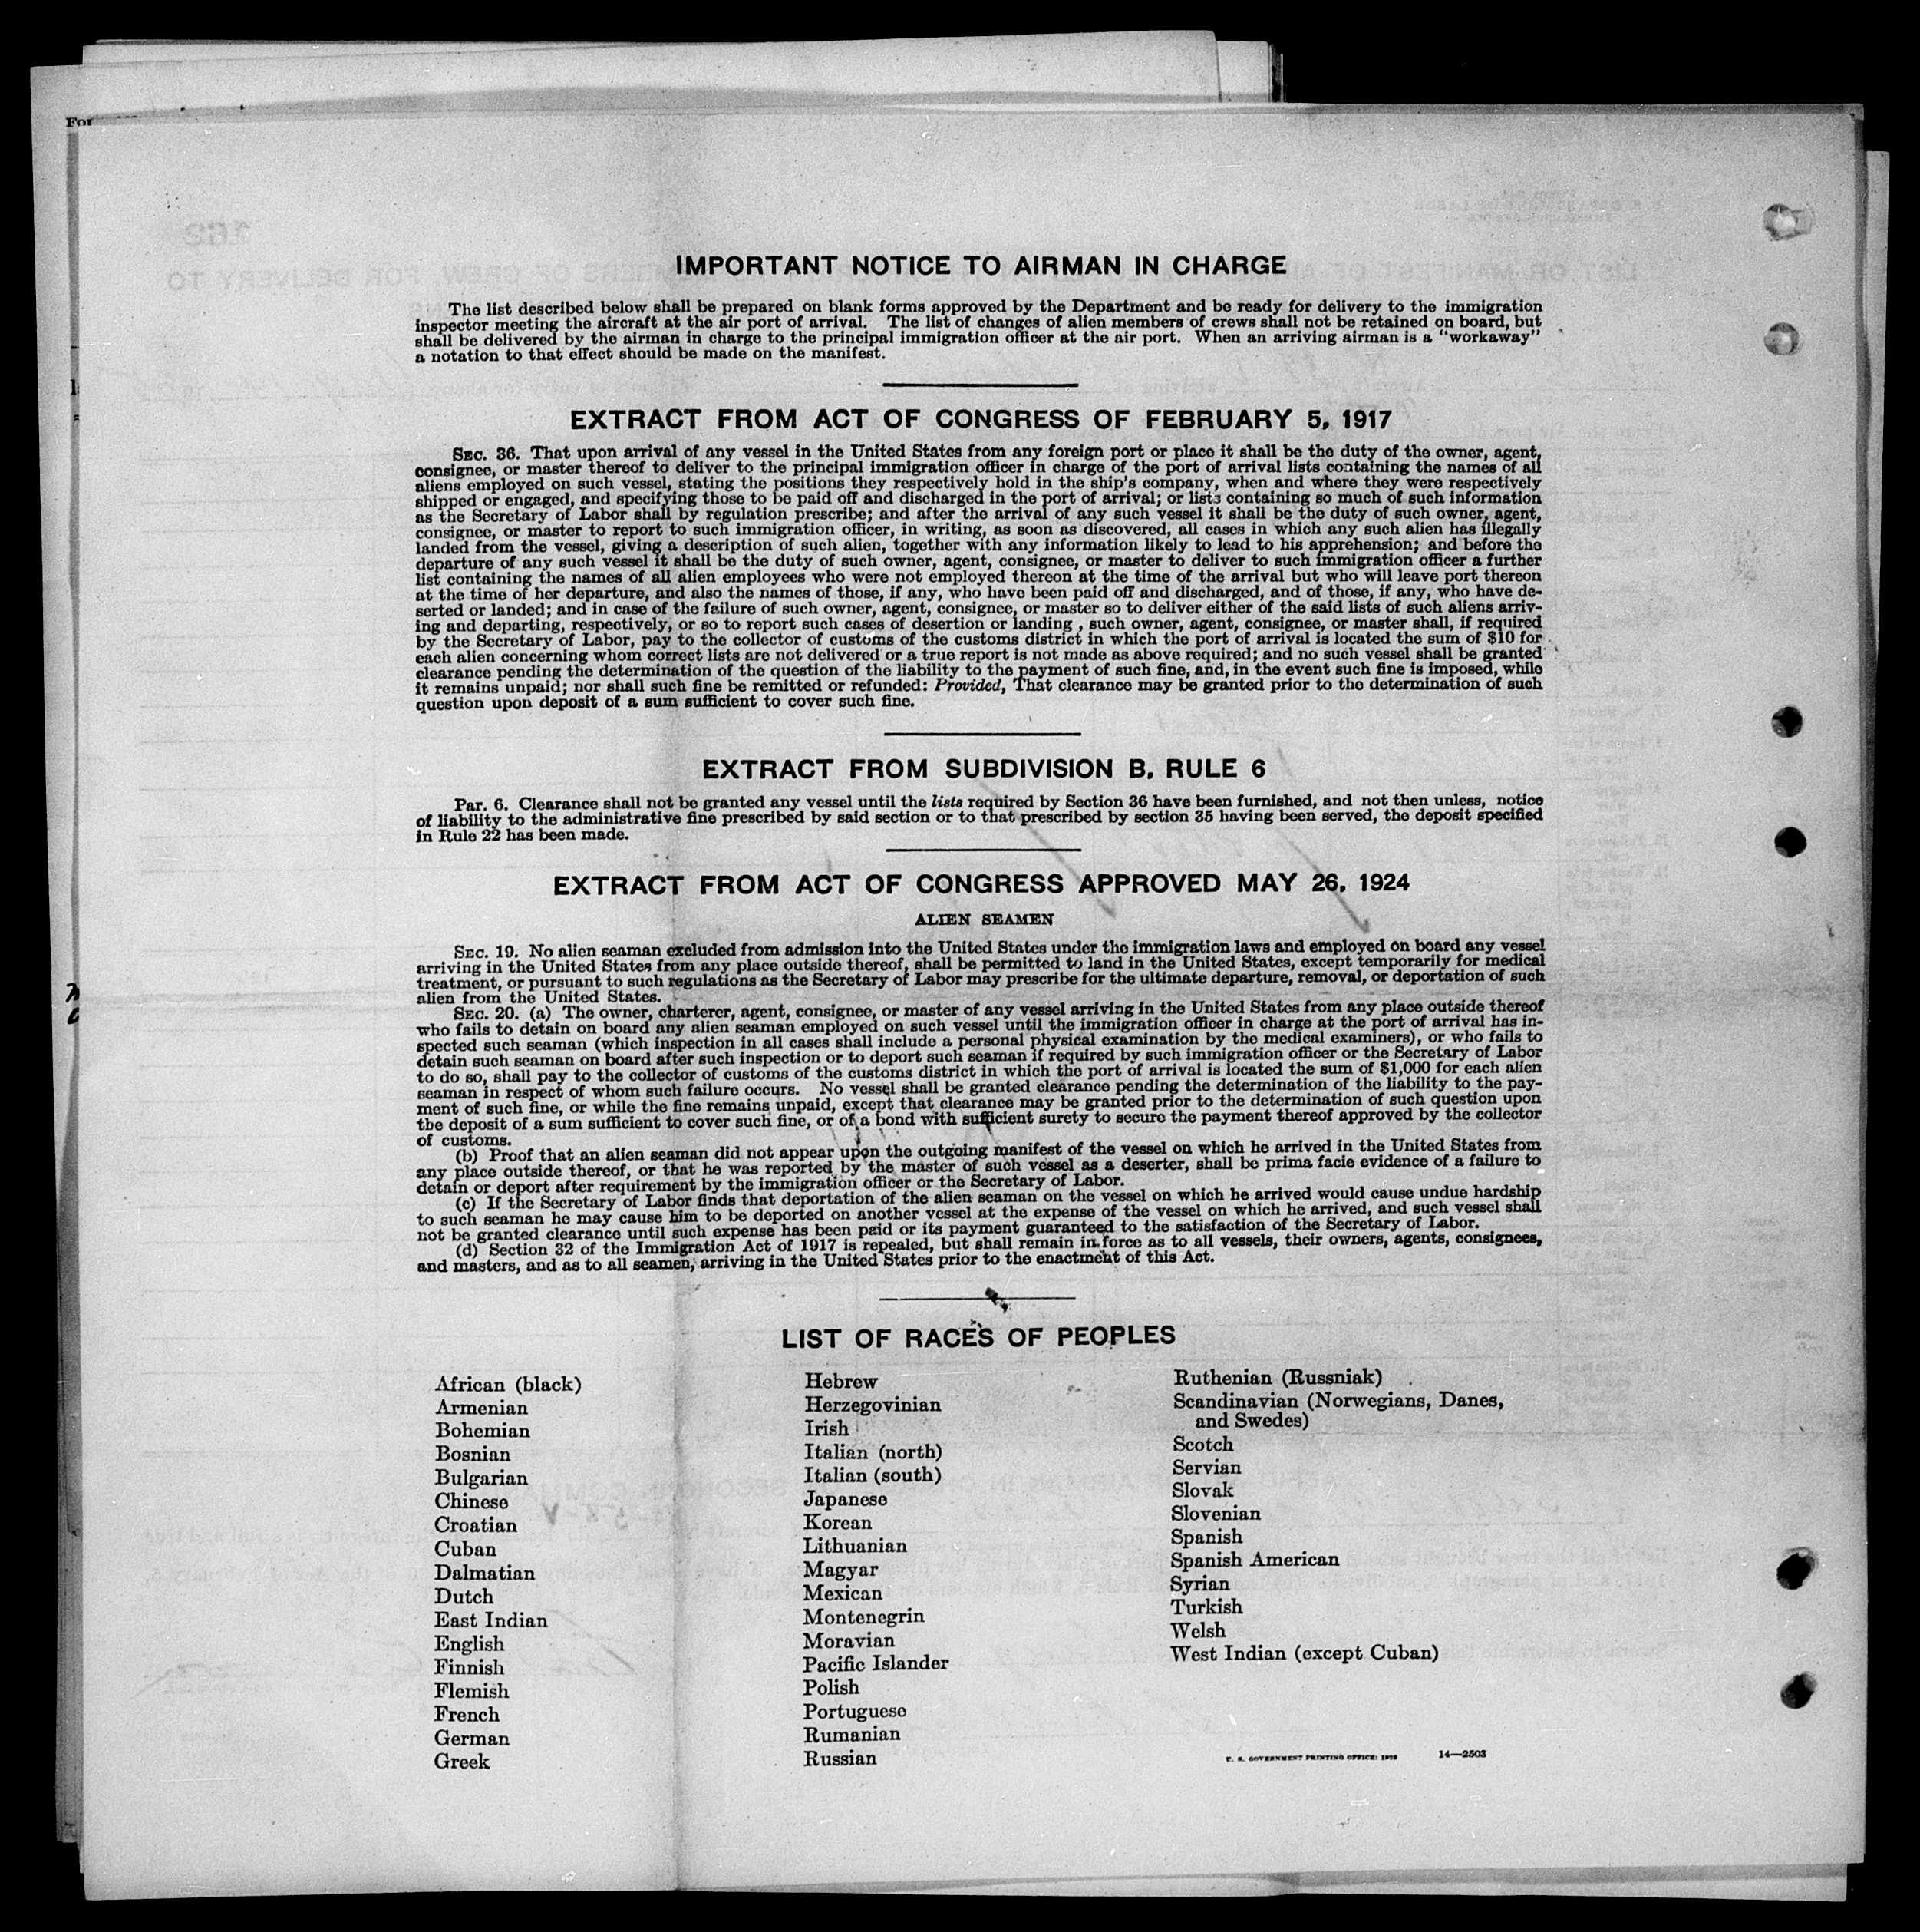 IMPORTANT NOTICE TO AIRMAN IN CHARGE
The list described below shall be prepared on blank forms approved by the Department and be ready for delivery to the immigration
inspector meeting the aircraft at the air port of arrival. The list of changes of alien members of crews shall not be retained on board, but
shall be delivered by the airman in charge to the principal immigration officer at the air port. When an arriving airman is a "workaway"
a notation to that effect should be made on the manifest.
EXTRACT FROM ACT OF CONGRESS OF FEBRUARY 5, 1917
SEC. 36. That upon arrival of any vessel in the United States from any foreign port or place it shall be the duty of the owner, agent,
consignee, or master thereof to deliver to the principal immigration officer in charge of the port of arrival lists containing the names of all
aliens employed on such vessel, stating the positions they respectively hold in the ship's company, when and where they were respectively
shipped or engaged, and specifying those to be paid off and discharged in the port of arrival; or lists containing so much of such information
as the Secretary of Labor shall by regulation prescribe; and after the arrival of any such vessel it shall be the duty of such owner, agent,
consignee, or master to report to such immigration officer, in writing, as soon as discovered, all cases in which any such alien has illegally
landed from the vessel, giving a description of such alien, together with any information likely to lead to his apprehension; and before the
departure of any such vessel it shall be the duty of such owner, agent, consignee, or master to deliver to such immigration officer a further
list containing the names of all alien employees who were not employed thereon at the time of the arrival but who will leave port thereon
at the time of her departure, and also the names of those, if any, who have been paid off and discharged, and of those, if any, who have de-
serted or landed; and in case of the failure of such owner, agent, consignee, or master so to deliver either of the said lists of such aliens arriv-
ing and departing, respectively, or so to report such cases of desertion or landing , such owner, agent, consignee, or master shall, if required
by the Secretary of Labor, pay to the collector of customs of the customs district in which the port of arrival is located the sum of $10 for
each alien concerning whom correct lists are not delivered or a true report is not made as above required; and no such vessel shall be granted
clearance pending the determination of the question of the liability to the payment of such fine, and, in the event such fine is imposed, while
it remains unpaid; nor shall such fine be remitted or refunded: Provided, That clearance may be granted prior to the determination of such
question upon deposit of a sum sufficient to cover such fine.
EXTRACT FROM SUBDIVISION B, RULE 6
Par. 6. Clearance shall not be granted any vessel until the lists required by Section 36 have been furnished, and not then unless, notice
of liability to the administrative fine prescribed by said section or to that prescribed by section 35 having been served, the deposit specified
in Rule 22 has been made.
EXTRACT FROM ACT OF CONGRESS APPROVED MAY 26, 1924
ALIEN SEAMEN
SEC. 19. No alien seaman excluded from admission into the United States under the immigration laws and employed on board any vessel
arriving in the United States from any place outside thereof, shall be permitted to land in the United States, except temporarily for medical
treatment, or pursuant to such regulations as the Secretary of Labor may prescribe for the ultimate departure, removal, or deportation of such
alien from the United States.
SEC. 20. (a) The owner, charterer, agent, consignee, or master of any vessel arriving in the United States from any place outside thereof
who fails to detain on board any alien seaman employed on such vessel until the immigration officer in charge at the port of arrival has in-
spected such seaman (which inspection in all cases shall include a personal physical examination by the medical examiners), or who fails to
detain such seaman on board after such inspection or to deport such seaman if required by such immigration officer or the Secretary of Labor
to do so, shall pay to the collector of customs of the customs district in which the port of arrival is located the sum of $1,000 for each alien
seaman in respect of whom such failure occurs. No vessel shall be granted clearance pending the determination of the liability to the pay-
ment of such fine, or while the fine remains unpaid, except that clearance may be granted prior to the determination of such question upon
the deposit of a sum sufficient to cover such fine, or of a bond with sufficient surety to secure the payment thereof approved by the collector
of customs.
(b) Proof that an alien seaman did not appear upon the outgoing manifest of the vessel on which he arrived in the United States from
any place outside thereof, or that he was reported by the master of such vessel as a deserter, shall be prima facie evidence of a failure to
detain or deport after requirement by the immigration officer or the Secretary of Labor.
(c) If the Secretary of Labor finds that deportation of the alien seaman on the vessel on which he arrived would cause undue hardship
to such seaman he may cause him to be deported on another vessel at the expense of the vessel on which he arrived, and such vessel shall
not be granted clearance until such expense has been paid or its payment guaranteed to the satisfaction of the Secretary of Labor.
(d) Section 32 of the Immigration Act of 1917 is repealed, but shall remain in force as to all vessels, their owners, agents, consignees,
and masters, and as to all seamen, arriving in the United States prior to the enactment of this Act.
LIST OF RACES OF PEOPLES
African (black)
Armenian
Bohemian
Bosnian
Bulgarian
Chinese
Croatian
Cuban
Dalmatian
Dutch
East Indian
English
Finnish
Flemish
French
German
Greek
Hebrew
Herzegovinian
Irish
Italian (north)
Italian (south)
Japanese
Korean
Lithuanian
Magyar
Mexican
Montenegrin
Moravian
Pacific Islander
Polish
Portuguese
Rumanian
Russian
Ruthenian (Russniak)
Scandinavian (Norwegians, Danes,
and Swedes)
Scotch
Servian
Slovak
Slovenian
Spanish
Spanish American
Syrian
Turkish
Welsh
West Indian (except Cuban)
U. S. GOVERNMENT PRINTING OFFICE: 1929 14—2503